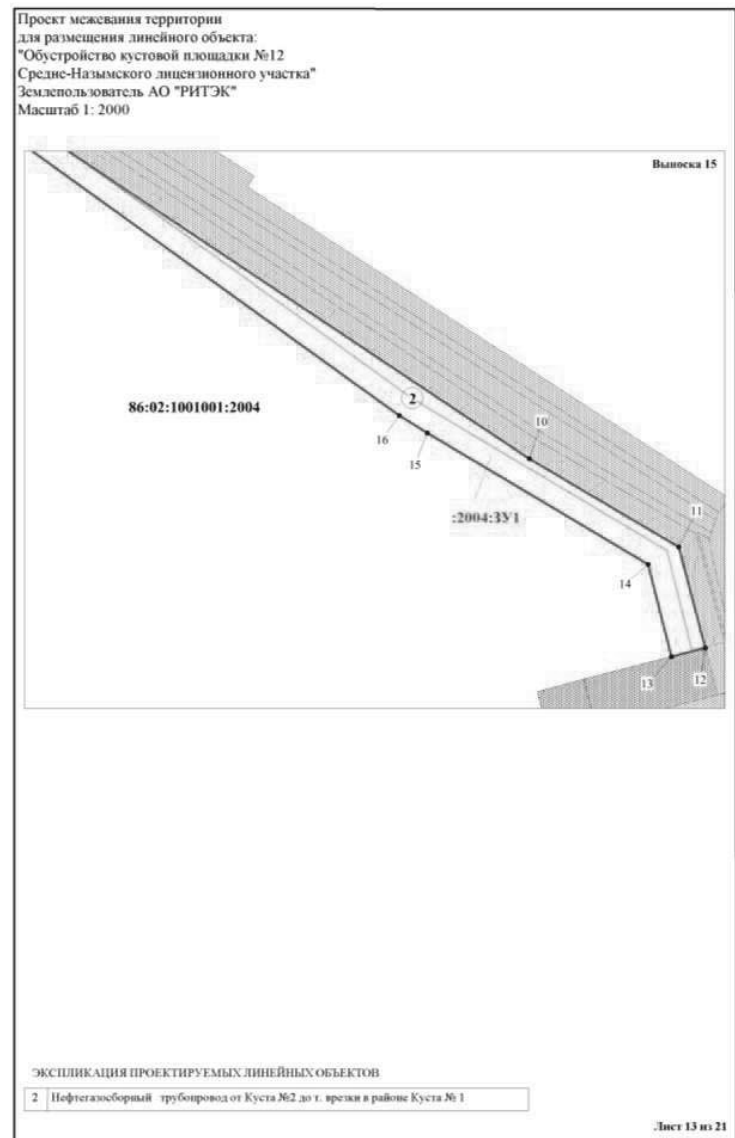 Проект межевания территории
для размещения линейного объекта:
"Обустройство кустовой площадки №12
Средне-Назымского лицензионного участка"
Землепользователь АО "РИТЭК"
Масштаб 1: 2000
Выноска 15
86:02:1001001:2004
2
10
16
15
:2004:ЗУ1
11
14
13
12
ЭКСПЛИКАЦИЯ ПРОЕКТИРУЕМЫХ ЛИНЕЙНЫХ ОБЪЕКТОВ
2 Нефтегазосборный трубопровод от Куста №2 до т. врезки в районе Куста № 1
Лист 13 из 21